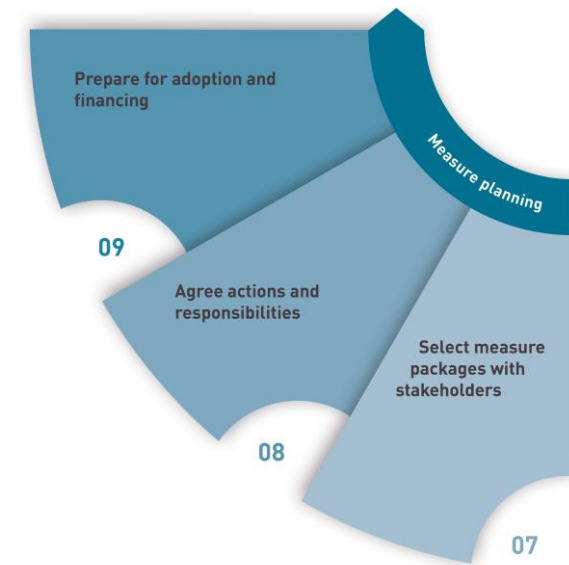 Prepare for adoption and
financing
Measure planning
09
Agree actions and
responsibilities
Select measure
packages with
stakeholders
08
07